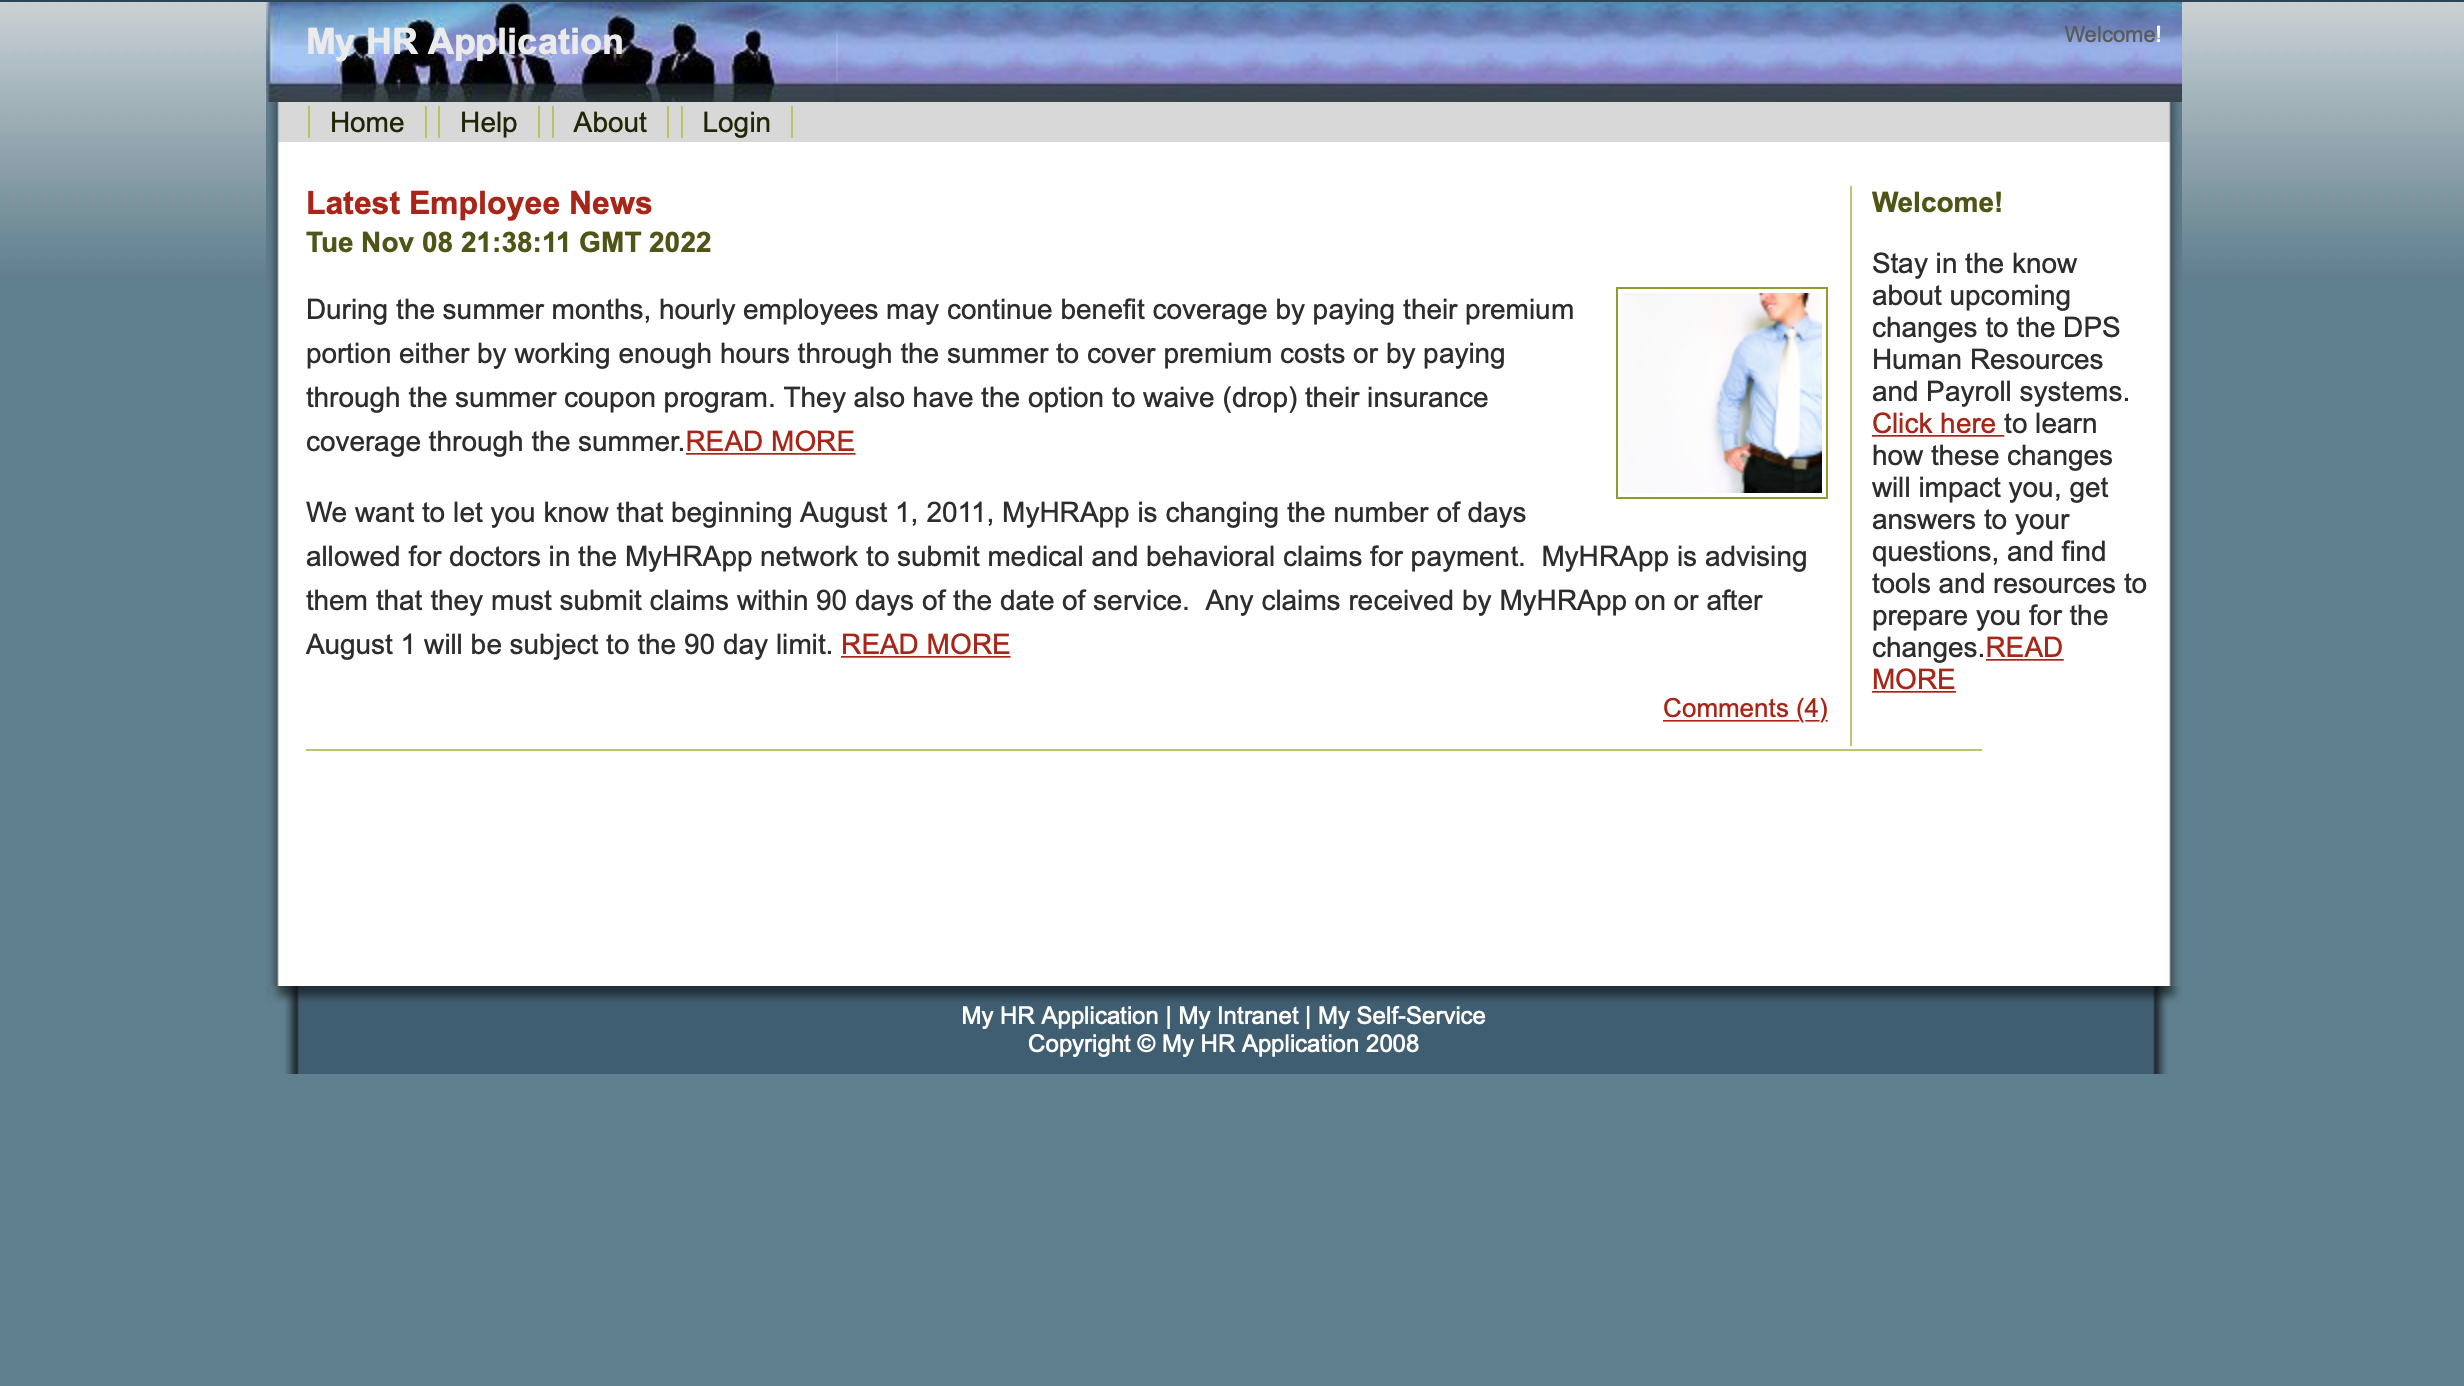 My HR Application
Welcome!
Home
Help
About
Login
Latest Employee News
Tue Nov 08 21:38:11 GMT 2022
During the summer months, hourly employees may continue benefit coverage by paying their premium
portion either by working enough hours through the summer to cover premium costs or by paying
through the summer coupon program. They also have the option to waive (drop) their insurance
coverage through the summer.READ MORE
We want to let you know that beginning August 1, 2011, MyHRApp is changing the number of days
allowed for doctors in the MyHRApp network to submit medical and behavioral claims for payment.  MyHRApp is advising
them that they must submit claims within 90 days of the date of service.  Any claims received by MyHRApp on or after
August 1 will be subject to the 90 day limit. READ MORE
Comments (4)
Welcome!
Stay in the know
about upcoming
changes to the DPS
Human Resources
and Payroll systems.
Click here to learn
how these changes
will impact you, get
answers to your
questions, and find
tools and resources to
prepare you for the
changes.READ
MORE
My HR Application | My Intranet | My Self-Service
Copyright © My HR Application 2008